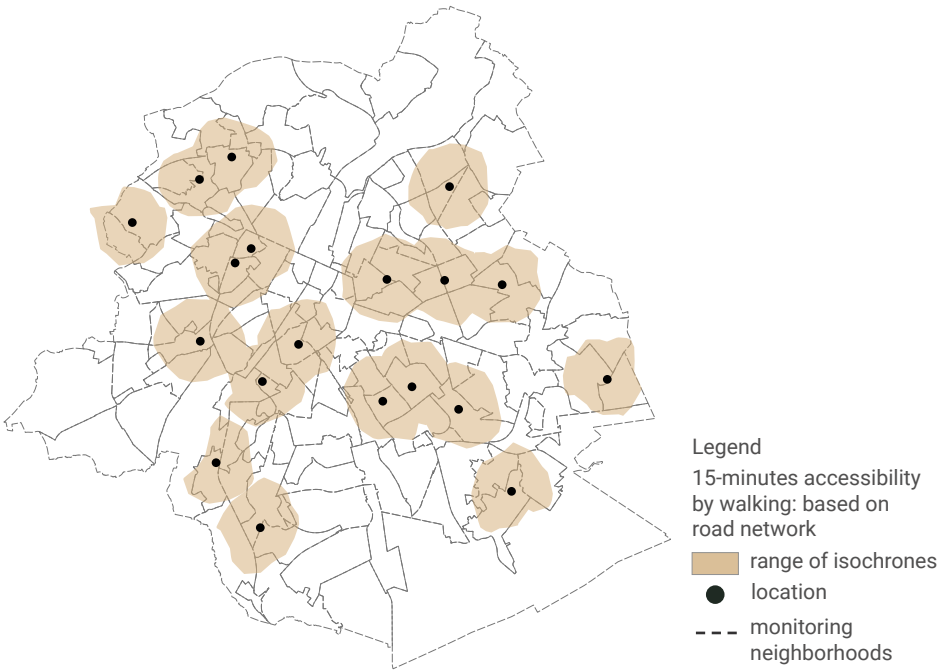 Legend
15-minutes accessibility
by walking: based on
road network
range of isochrones
location
monitoring
neighborhoods